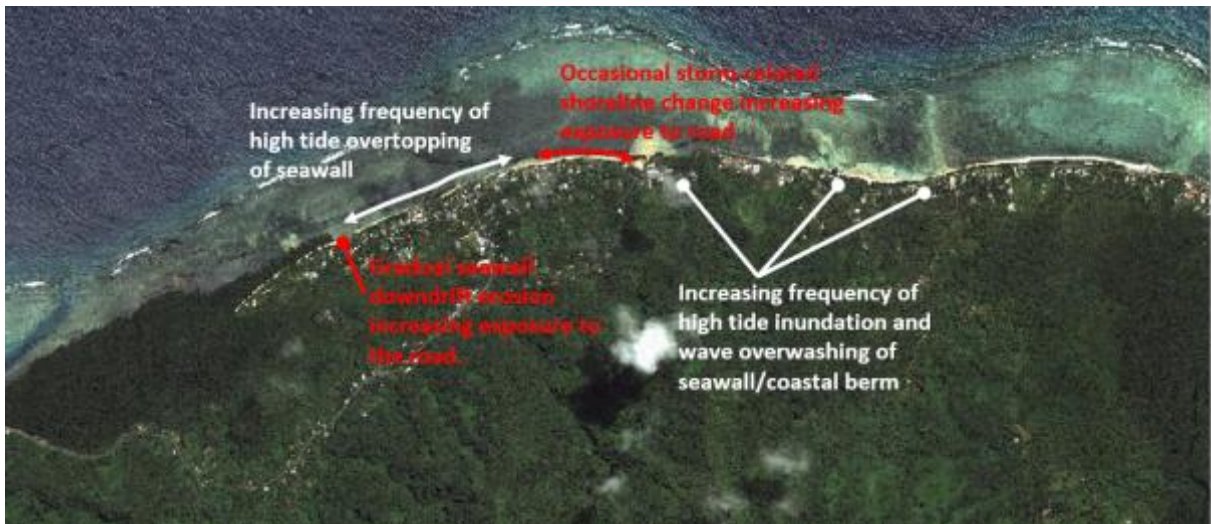 Increasing frequency of
high tide overtopping
of seawall
Occasional storm related
shoreline change increasing
exposure to road
Gradual seawall
downdrift erosion
increasing exposure to
the road.
Increasing frequency of
high tide inundation and
wave overwashing of
seawall/coastal berm